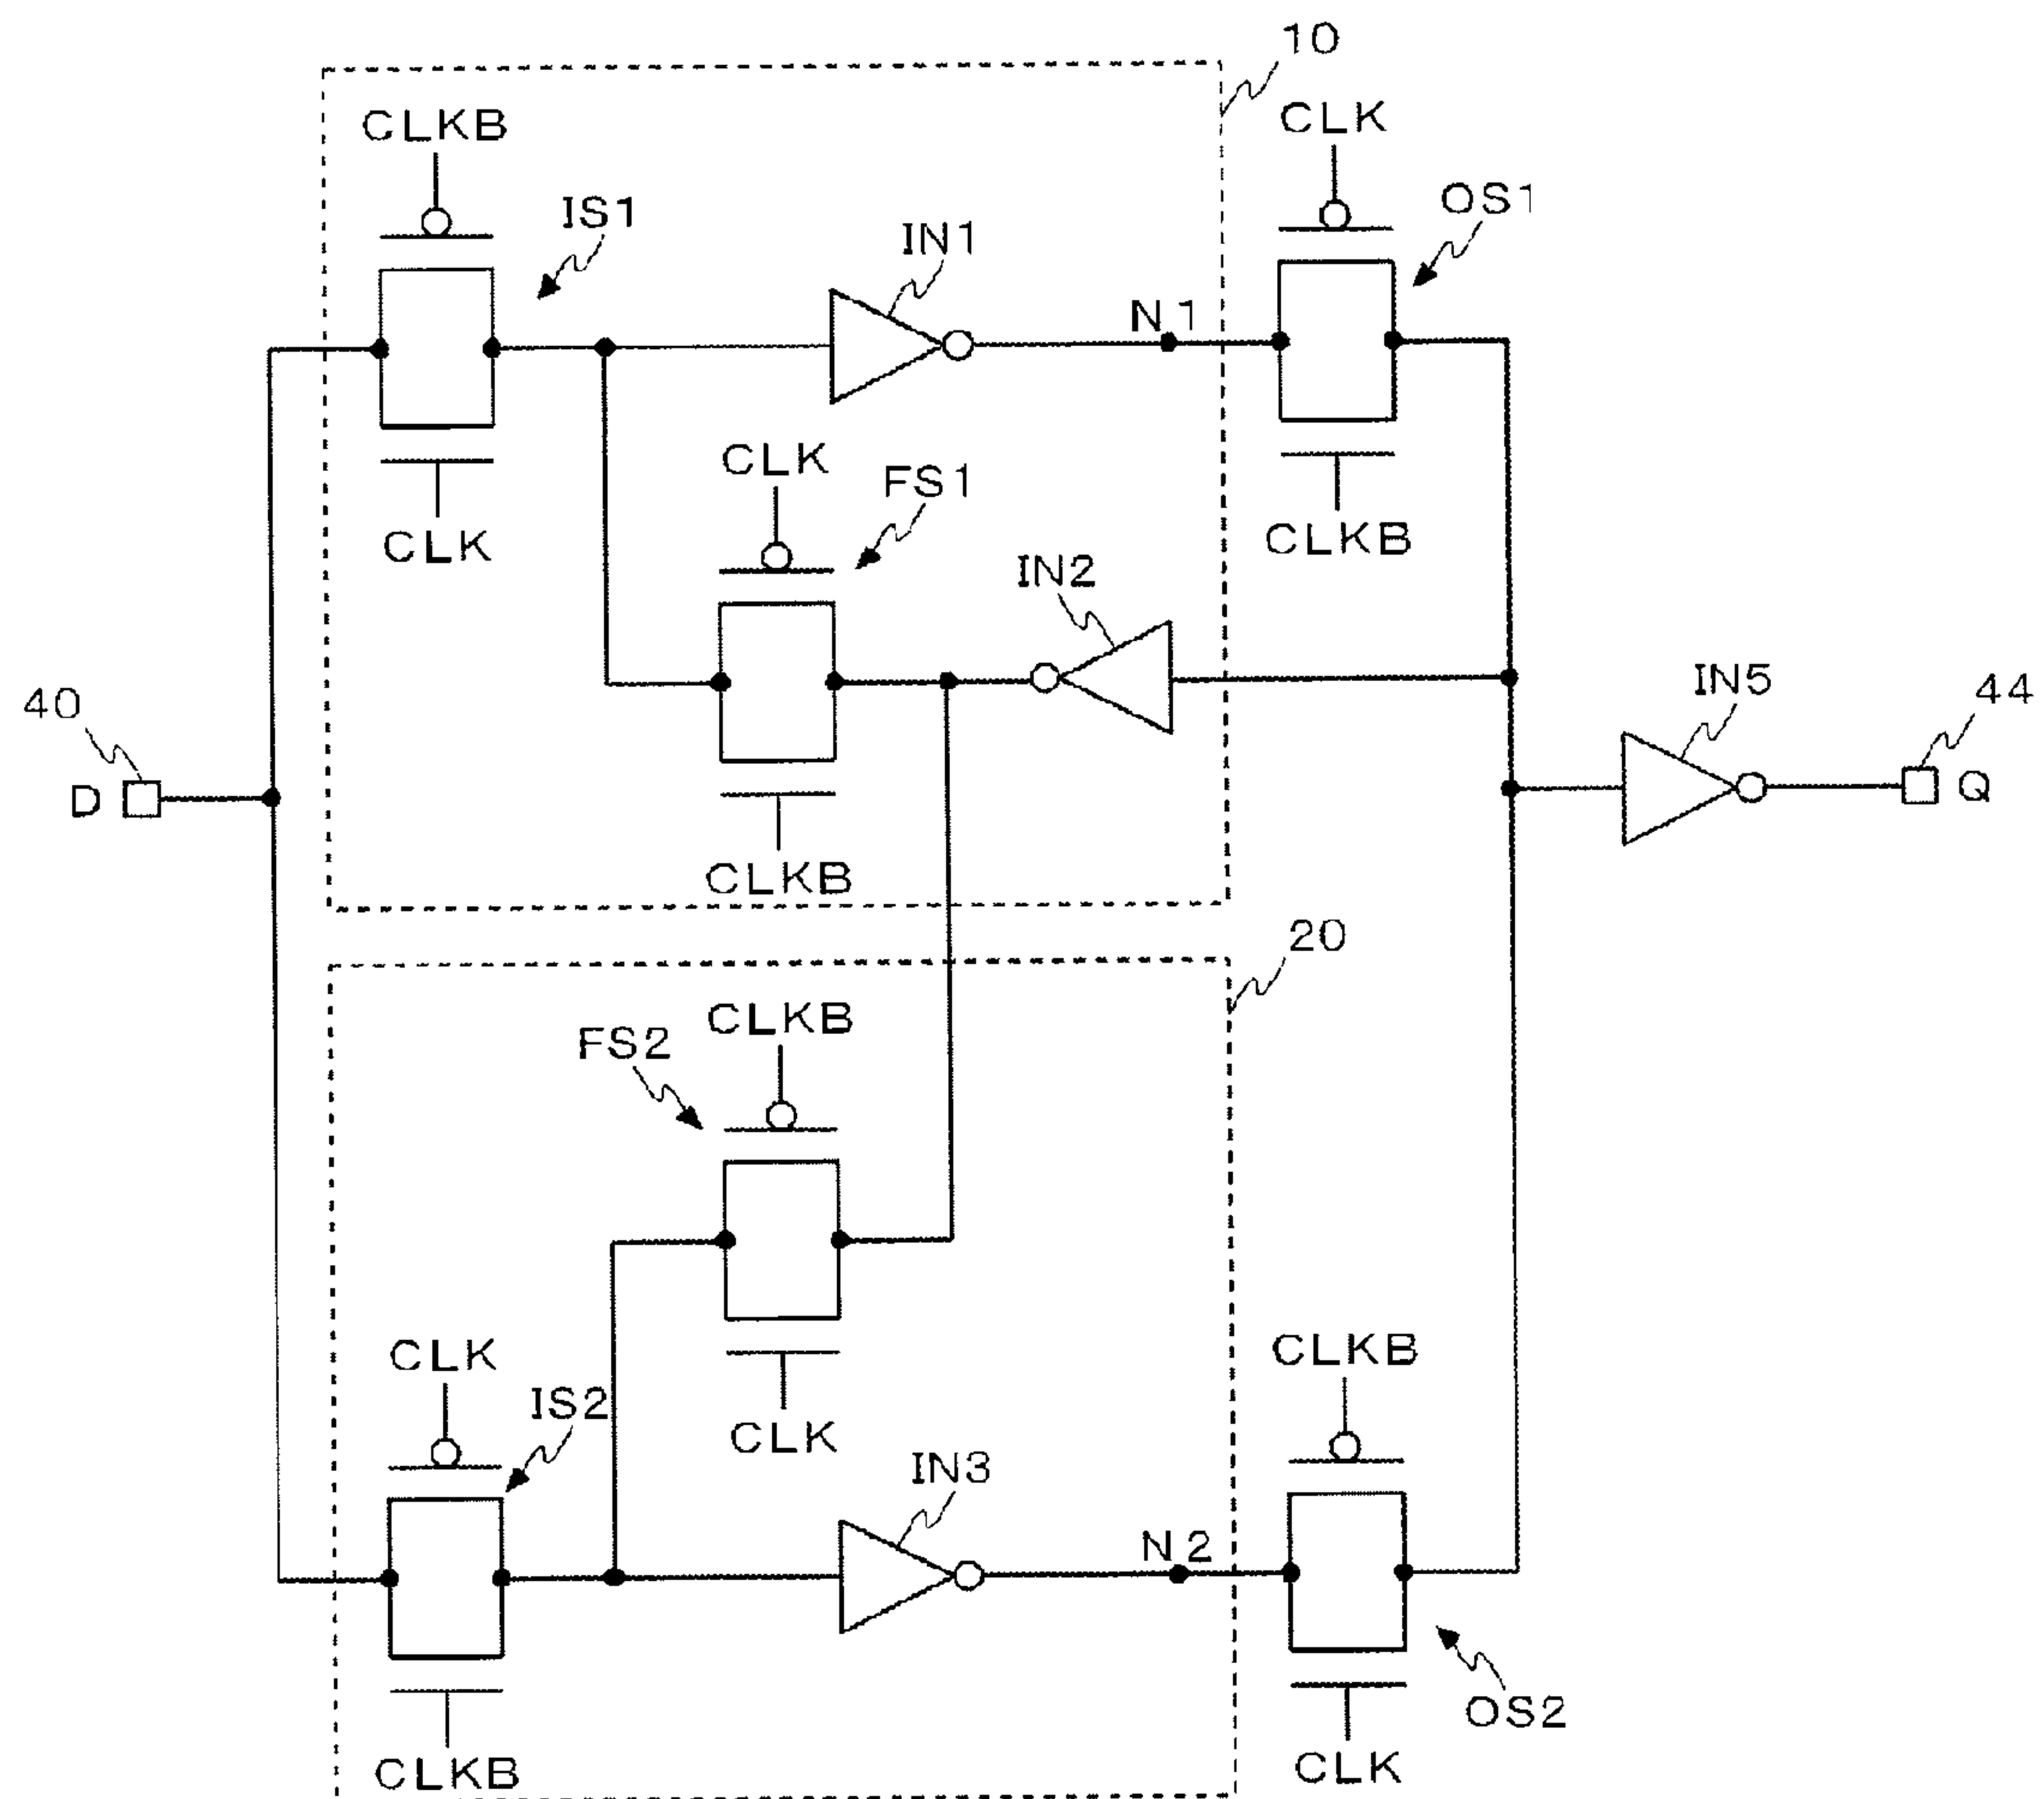 10
CLKB
CLK
IS1
OS1
IN1
N1
CLK
FS1
CLK
CLKB
IN2
40
IN5
44
D
Q
CLKB
20
CLKB
FS2
CLK
CLKB
IS2
CLK
IN3
N2
OS2
CLKB
CLK